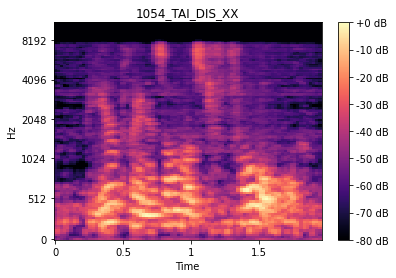 1054_TAI_DIS_XX
+0 dB
8192
-10 dB
4096
-20 dB
-30 dB
2048
Hz
-40 dB
1024
-50 dB
512
-60 dB
-70 dB
0
-80 dB
0
0.5
1
1.5
Time